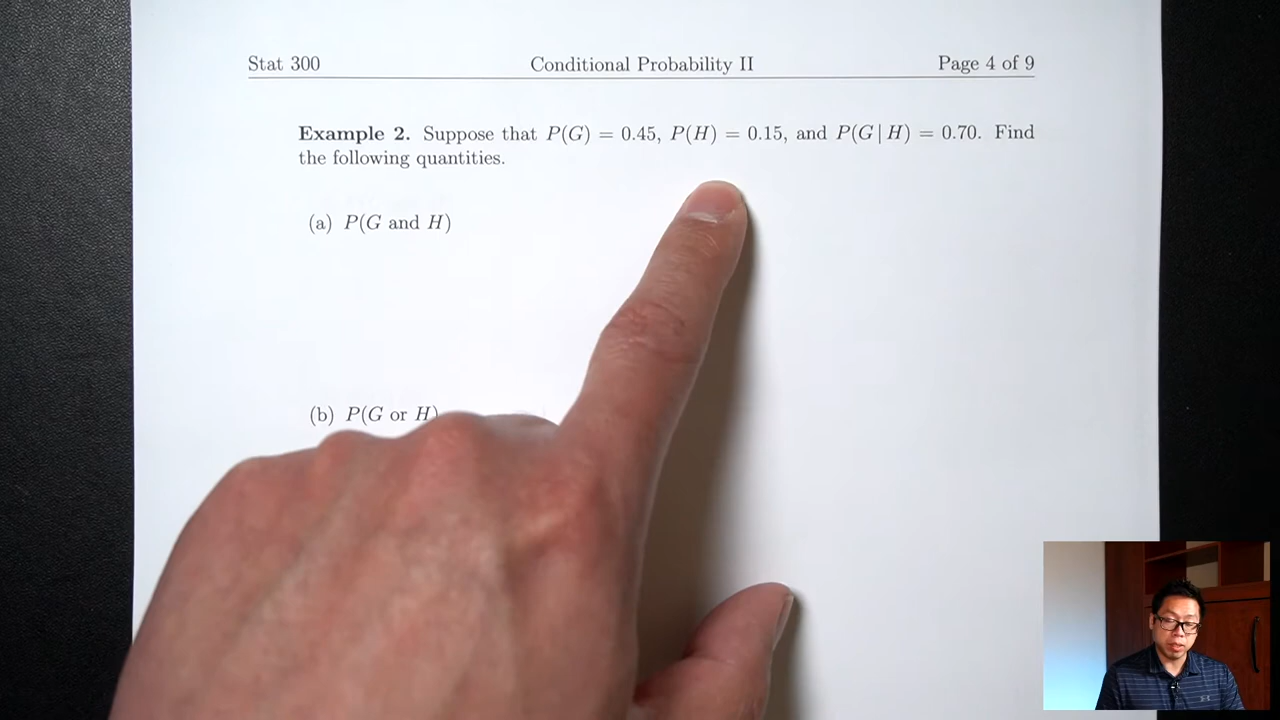 Stat 300 Conditional Probability II Page 4 of 9
Example 2. Suppose that P(G) = 0.45, P(H) = 0.15, and P(G | H) = 0.70. Find
the following quantities.
(a) P(G and H)
(b) P(G or H)